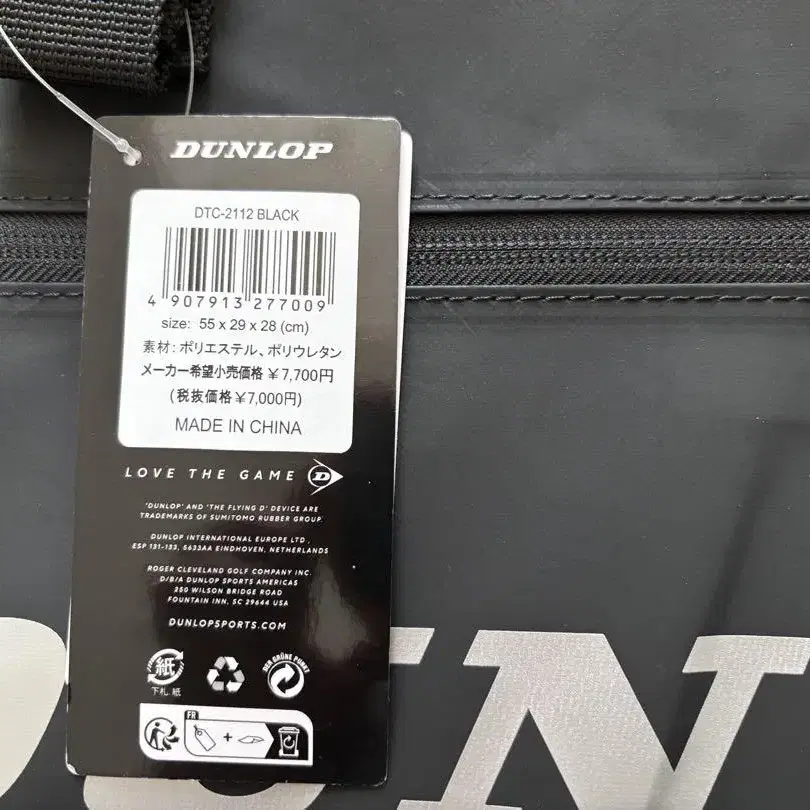 DUNLOP
DTC-2112 BLACK
4 907913 277009
size: 55 x 29 x 28 (cm)
素材: ポリエステル、ポリウレタン
メーカー希望小売価格 ¥7,700円
(税抜価格 ¥7,000円)
MADE IN CHINA
LOVE THE GAME D
'DUNLOP' AND 'THE FLYING D' DEVICE ARE
TRADEMARKS OF SUMITOMO RUBBER GROUP.
DUNLOP INTERNATIONAL EUROPE LTD.
ESP 131-133, 5633AA EINDHOVEN, NETHERLANDS
ROGER CLEVELAND GOLF COMPANY INC.
D/B/A DUNLOP SPORTS AMERICAS
250 WILSON BRIDGE ROAD
FOUNTAIN INN, SC 29644 USA
DUNLOPSPORTS.COM
紙
下札、紙
DER GRÜNE PUNKT
FR
+
UN